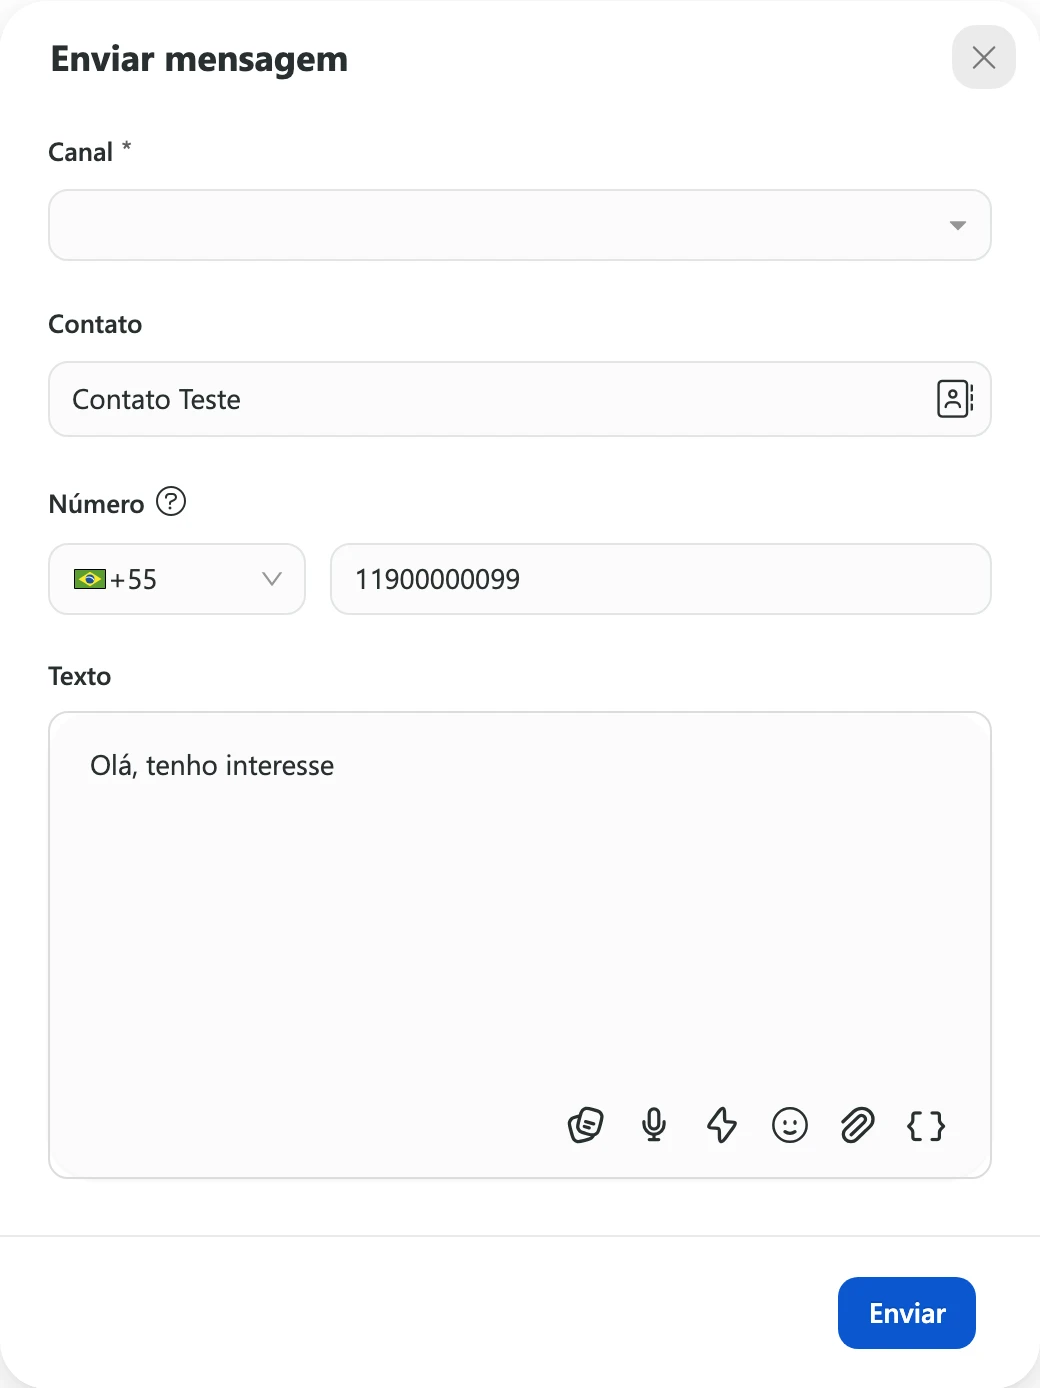 Enviar mensagem
Canal *
Contato
Contato Teste
Número ?
+55
11900000099
Texto
Olá, tenho interesse
Enviar